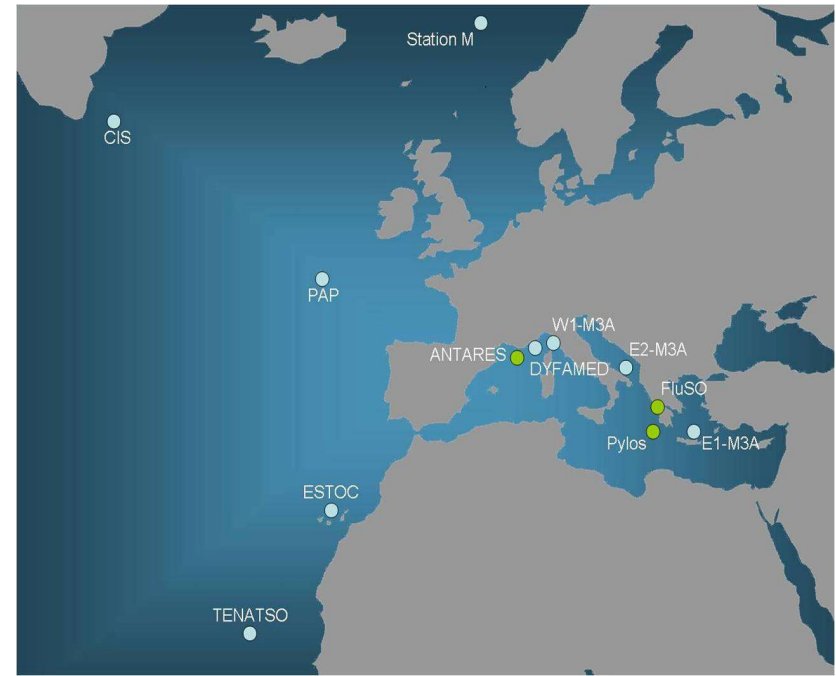 Station M
CIS
PAP
W1-M3A
ANTARES
E2-M3A
DYFAMED
FluSO
Pylos
E1-M3A
ESTOC
TENATSO